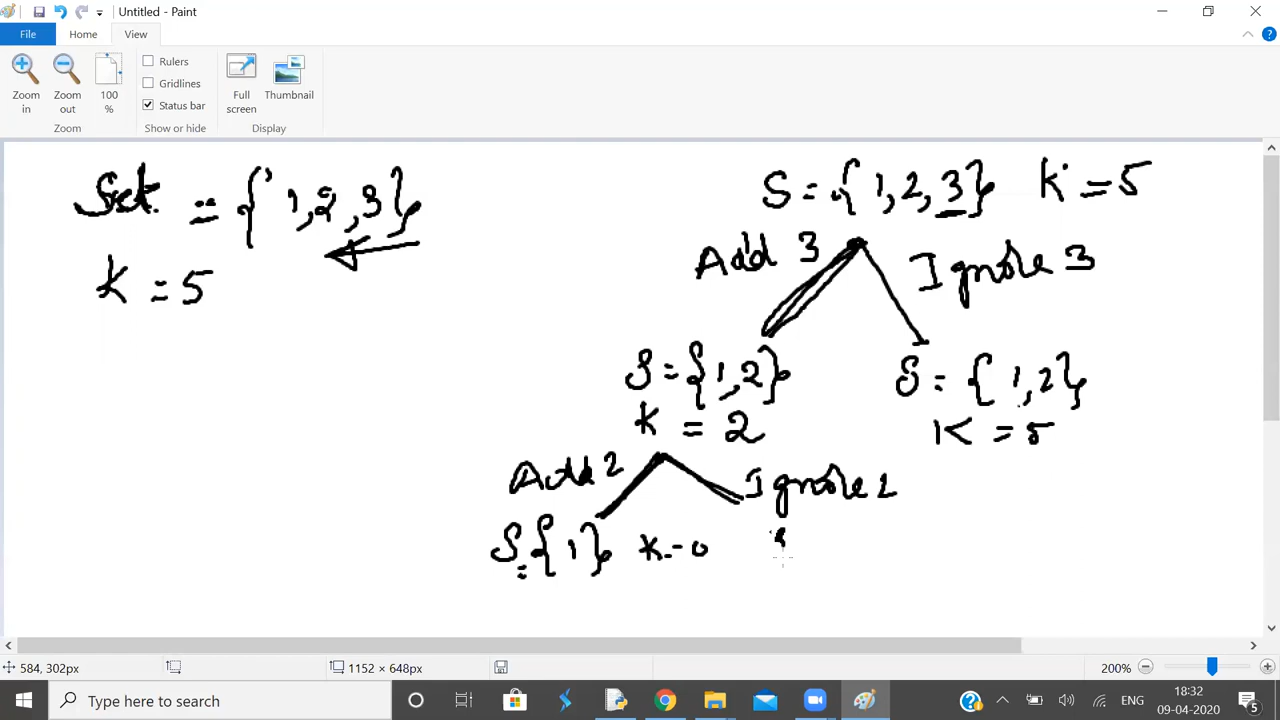 Untitled - Paint
File Home View
Zoom in
Zoom out
100 %
Rulers
Gridlines
Status bar
Full screen
Thumbnail
Zoom
Show or hide
Display
Set = { 1,2,3}
K = 5
S = { 1,2,3} K = 5
Add 3
Ignore 3
S = { 1,2}
K = 2
S = { 1,2}
K = 5
Add 2
Ignore 2
S = { 1 } K = 0
584, 302px
1152 × 648px
200%
Type here to search
ENG
18:32
09-04-2020
5